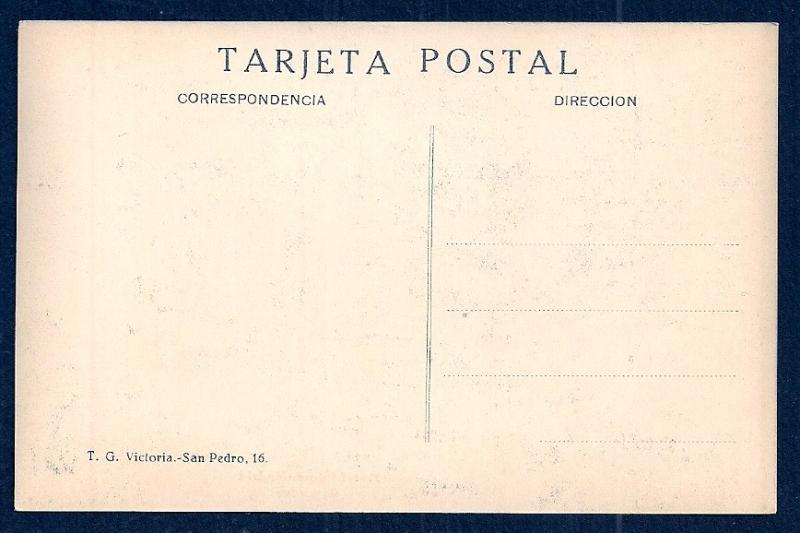 TARJETA POSTAL
CORRESPONDENCIA
DIRECCION
T. G. Victoria.-San Pedro, 16.